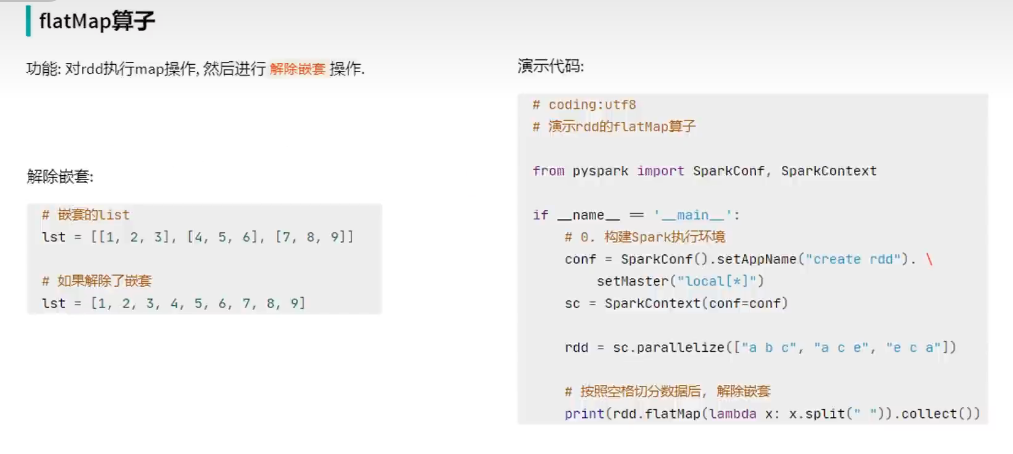 flatMap算子
功能: 对rdd执行map操作, 然后进行 解除嵌套 操作.
解除嵌套:
# 嵌套的list
lst = [[1, 2, 3], [4, 5, 6], [7, 8, 9]]
# 如果解除了嵌套
lst = [1, 2, 3, 4, 5, 6, 7, 8, 9]
演示代码:
# coding:utf8
# 演示rdd的flatMap算子
from pyspark import SparkConf, SparkContext
if __name__ == '__main__':
# 0. 构建Spark执行环境
conf = SparkConf().setAppName("create rdd"). \
setMaster("local[*]")
sc = SparkContext(conf=conf)
rdd = sc.parallelize(["a b c", "a c e", "e c a"])
# 按照空格切分数据后, 解除嵌套
print(rdd.flatMap(lambda x: x.split(" ")).collect())